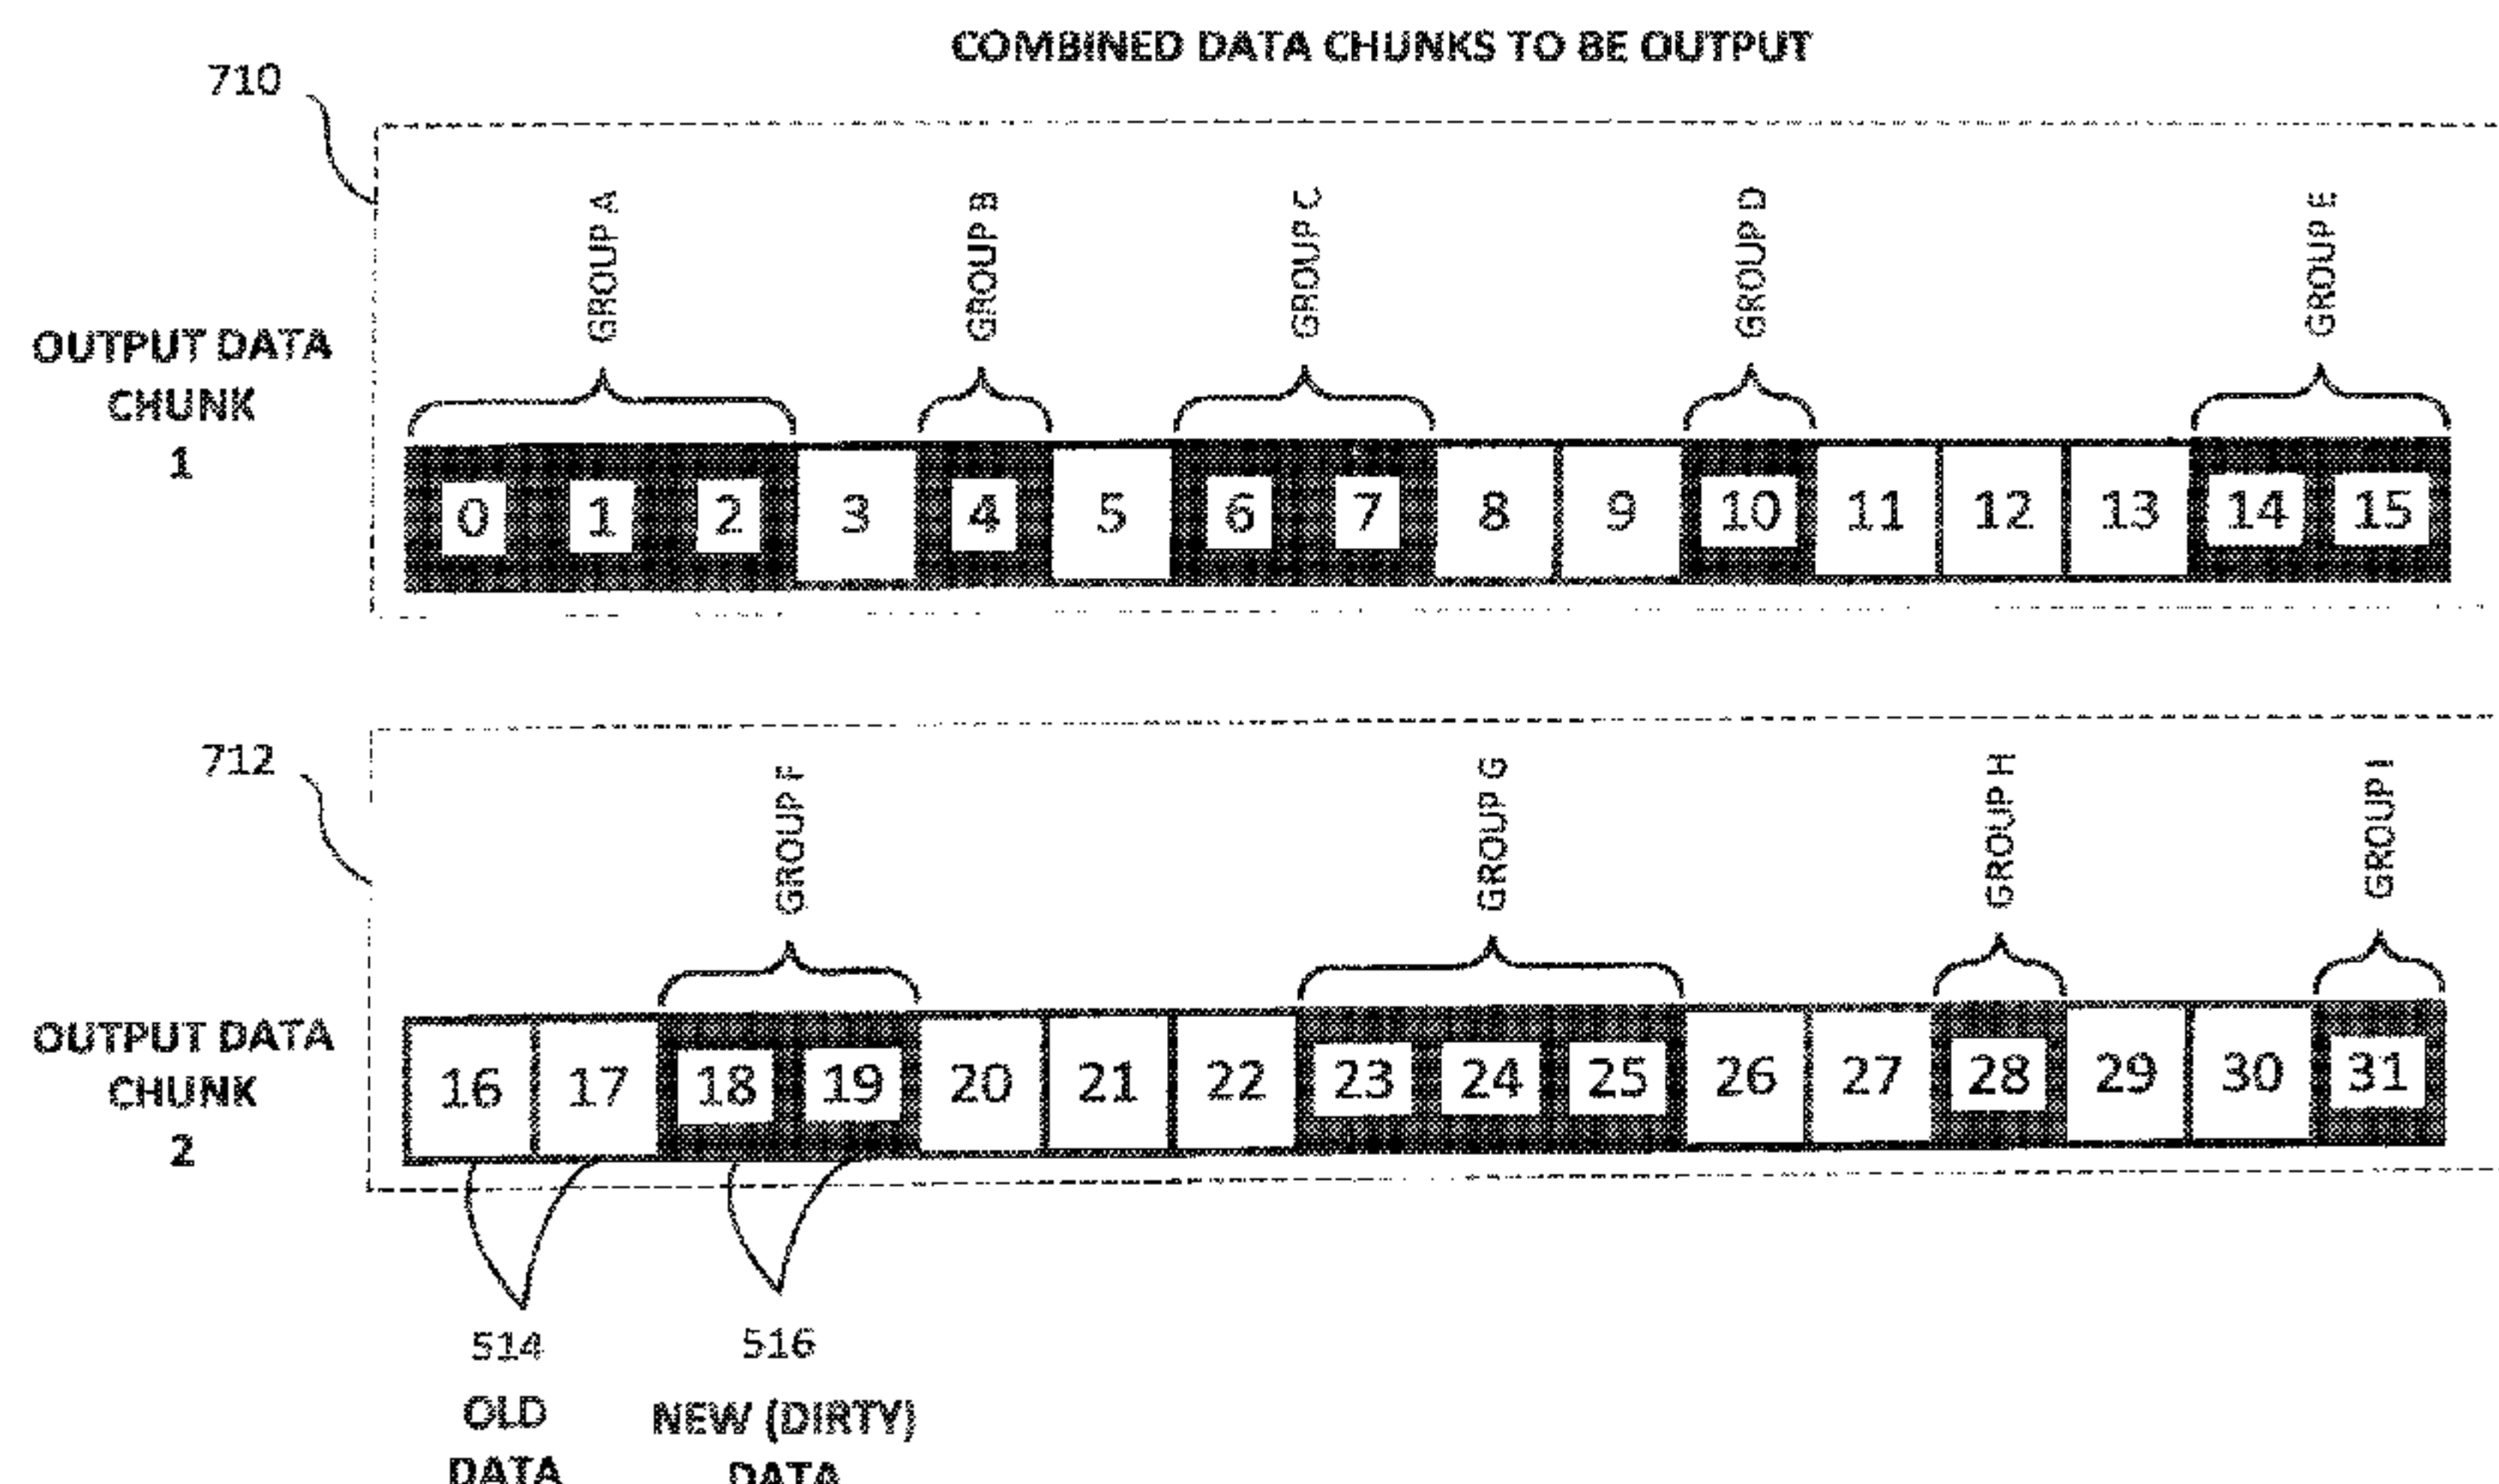 COMBINED DATA CHUNKS TO BE OUTPUT
710
GROUP A
GROUP B
GROUP C
GROUP D
GROUP E
OUTPUT DATA
CHUNK
1
0 1 2 3 4 5 6 7 8 9 10 11 12 13 14 15
712
GROUP F
GROUP G
GROUP H
GROUP I
OUTPUT DATA
CHUNK
2
16 17 18 19 20 21 22 23 24 25 26 27 28 29 30 31
514
OLD
DATA
516
NEW (DIRTY)
DATA